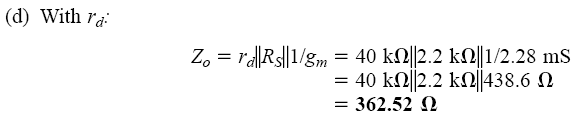 (d) With r_d:
Z_o = r_d||R_S||1/g_m = 40 kΩ||2.2 kΩ||1/2.28 mS
= 40 kΩ||2.2 kΩ||438.6 Ω
= 362.52 Ω